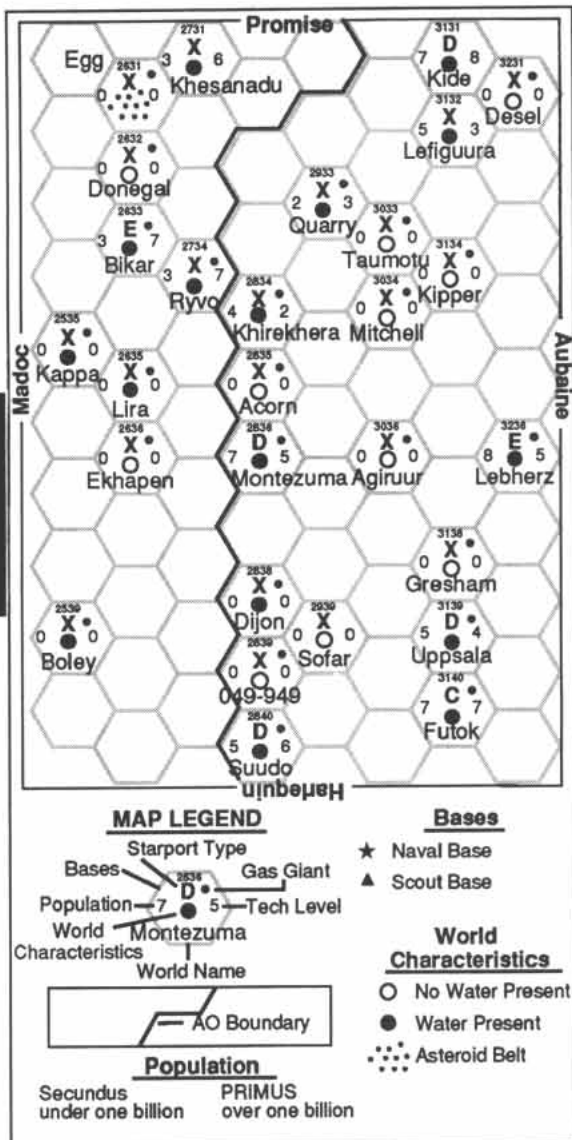 Promise
Egg
2631
X
0 0
2731
X
3 6
Khesanadu
3131
D
7 8
Kide
3231
X
0 0
Desel
2632
X
0 0
Donegal
3132
X
5 3
Lefiguura
2633
E
3 7
Bikar
2933
X
2 3
Quarry
3033
X
0 0
Taumotu
2734
X
3 7
Ryvo
2834
X
4 2
Khirekhera
3034
X
0 0
Mitchell
3134
X
0 0
Kipper
Madoc
Aubaine
2535
X
0 0
Kappa
2635
X
0 0
Lira
2835
X
0 0
Acorn
2636
X
0 0
Ekhapen
2836
D
7 5
Montezuma
3036
X
0 0
Agiruur
3236
E
8 5
Lebherz
2838
X
0 0
Dijon
3138
X
0 0
Gresham
2539
X
0 0
Boley
2839
X
0 0
049-949
2939
X
0 0
Sofar
3139
D
5 4
Uppsala
2840
D
5 6
Suudo
3140
C
7 7
Futok
Harlequin
MAP LEGEND
Starport Type
Bases
2836
D
Gas Giant
Population 7 5 Tech Level
World
Characteristics
Montezuma
World Name
AO Boundary
Population
Secundus
under one billion
PRIMUS
over one billion
Bases
Naval Base
Scout Base
World
Characteristics
No Water Present
Water Present
Asteroid Belt